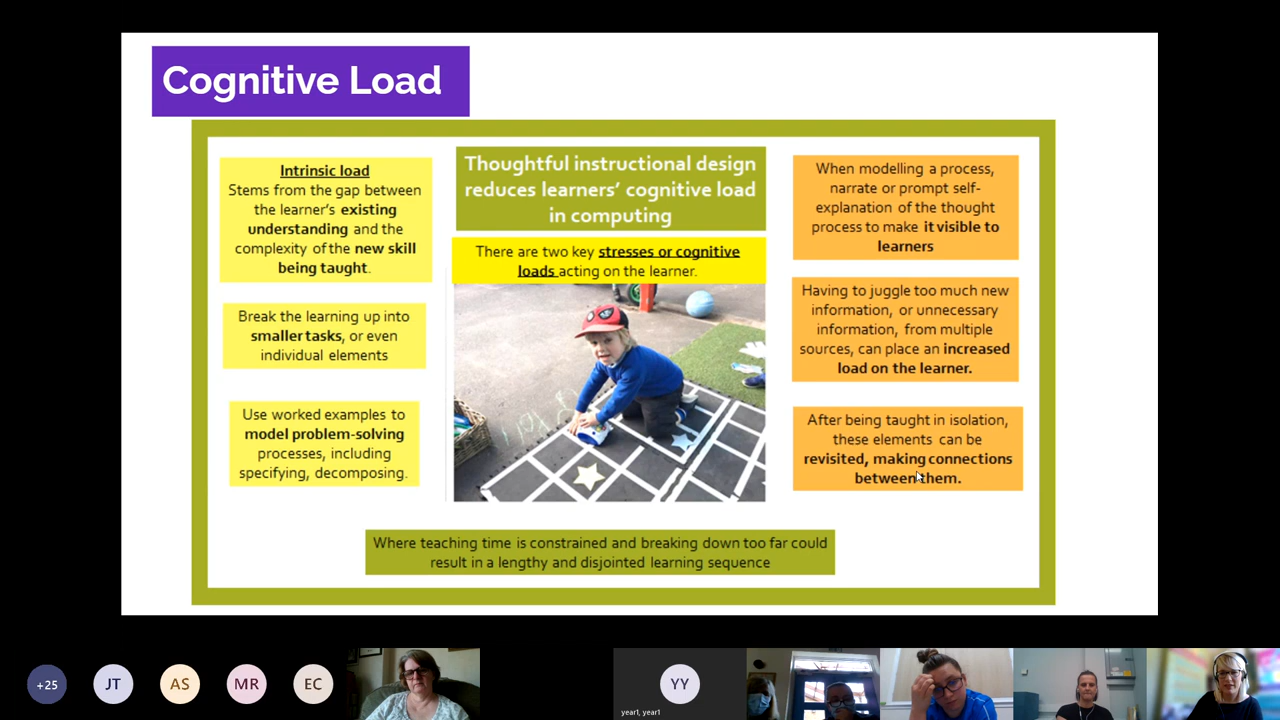 Cognitive Load
Intrinsic load
Stems from the gap between
the learner's existing
understanding and the
complexity of the new skill
being taught.
Break the learning up into
smaller tasks, or even
individual elements
Use worked examples to
model problem-solving
processes, including
specifying, decomposing.
Thoughtful instructional design
reduces learners' cognitive load
in computing
There are two key stresses or cognitive
loads acting on the learner.
When modelling a process,
narrate or prompt self-
explanation of the thought
process to make it visible to
learners
Having to juggle too much new
information, or unnecessary
information, from multiple
sources, can place an increased
load on the learner.
After being taught in isolation,
these elements can be
revisited, making connections
between them.
Where teaching time is constrained and breaking down too far could
result in a lengthy and disjointed learning sequence
+25
JT
AS
MR
EC
YY
year1, year1